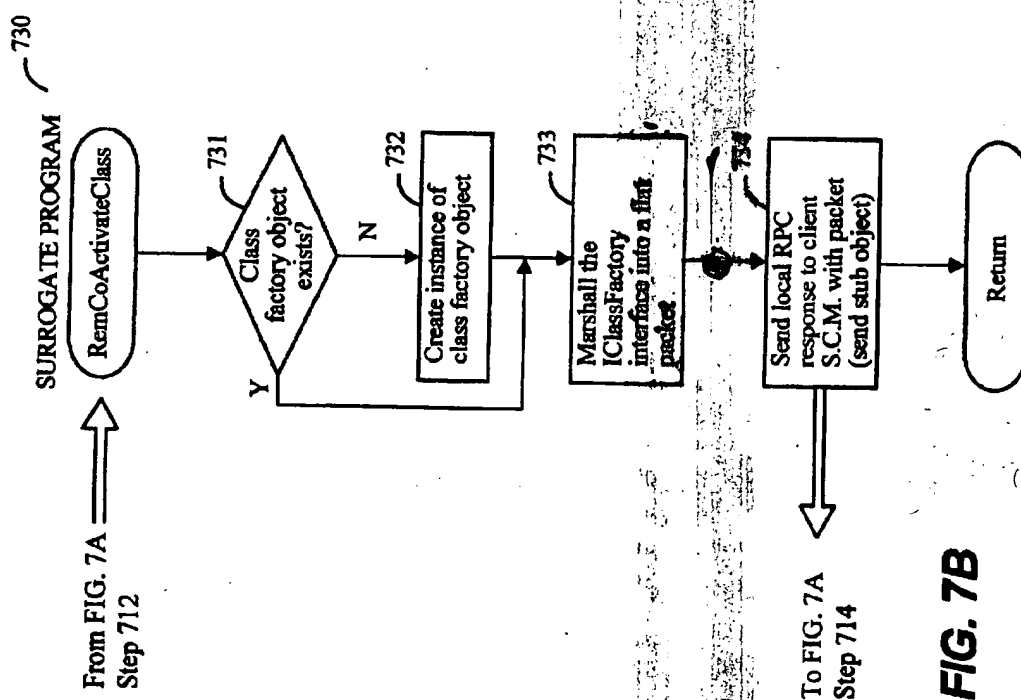 SURROGATE PROGRAM
730
From FIG. 7A
Step 712
RemCoActivateClass
731
Class
factory object
exists?
Y
N
732
Create instance of
class factory object
733
Marshall the
IClassFactory
interface into a flat
packet
734
Send local RPC
response to client
S.C.M. with packet
(send stub object)
To FIG. 7A
Step 714
Return
FIG. 7B